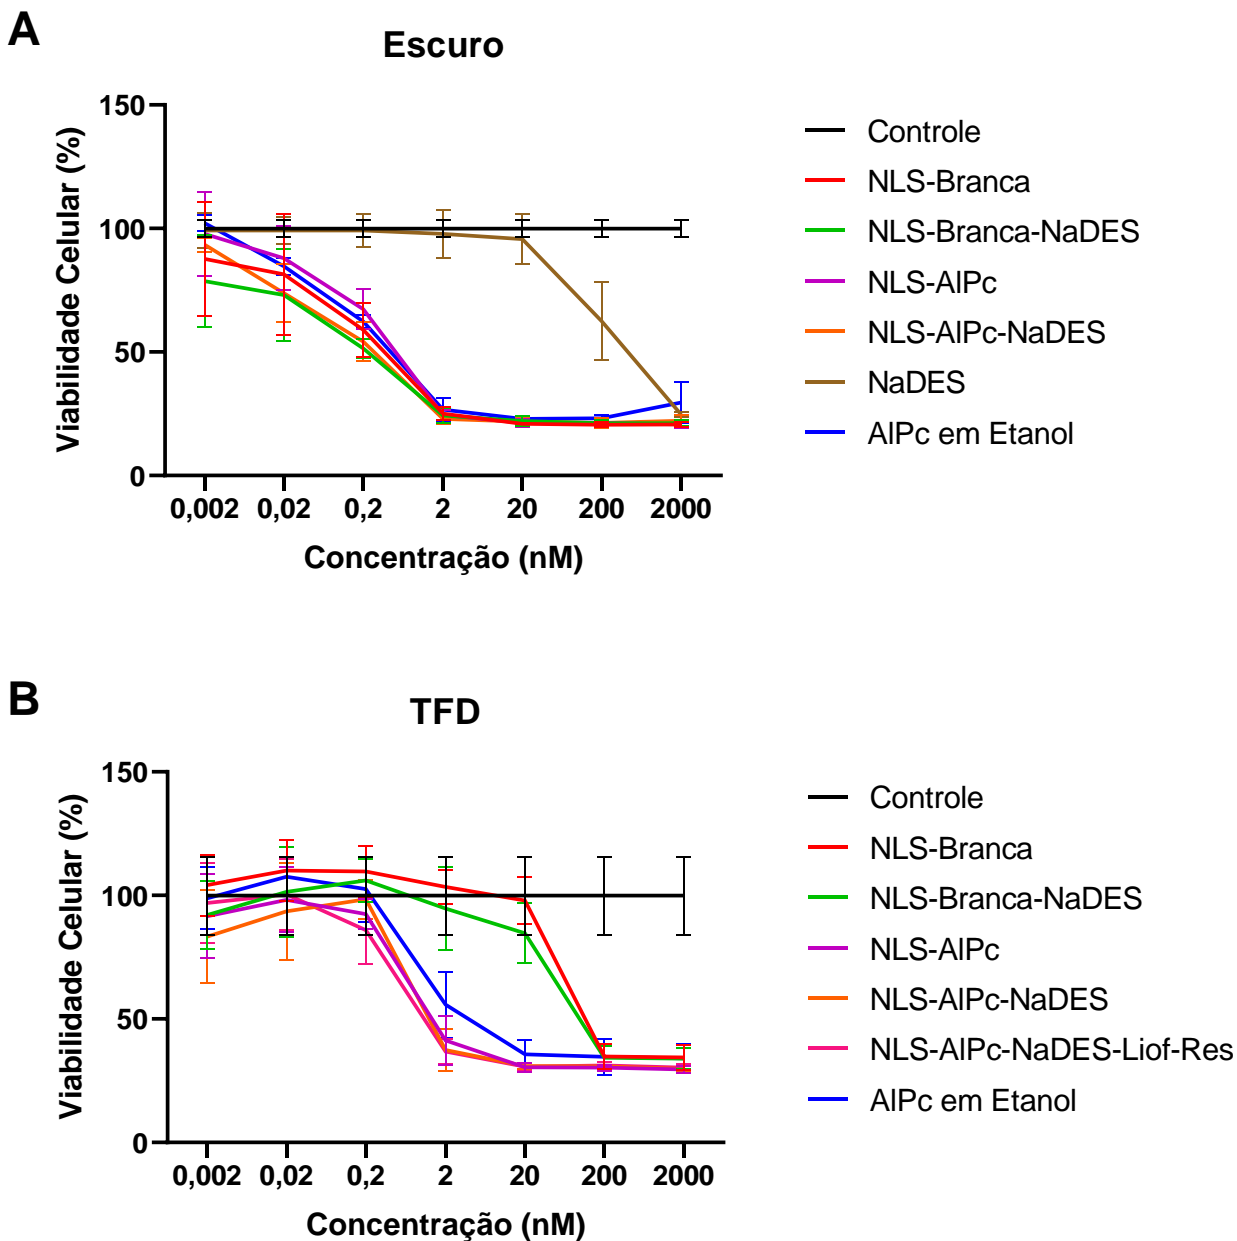 A
Escuro
Viabilidade Celular (%)
150
100
50
0
0,002 0,02 0,2 2 20 200 2000
Concentração (nM)
Controle
NLS-Branca
NLS-Branca-NaDES
NLS-AlPc
NLS-AlPc-NaDES
NaDES
AlPc em Etanol
B
TFD
Viabilidade Celular (%)
150
100
50
0
0,002 0,02 0,2 2 20 200 2000
Concentração (nM)
Controle
NLS-Branca
NLS-Branca-NaDES
NLS-AlPc
NLS-AlPc-NaDES
NLS-AlPc-NaDES-Liof-Res
AlPc em Etanol